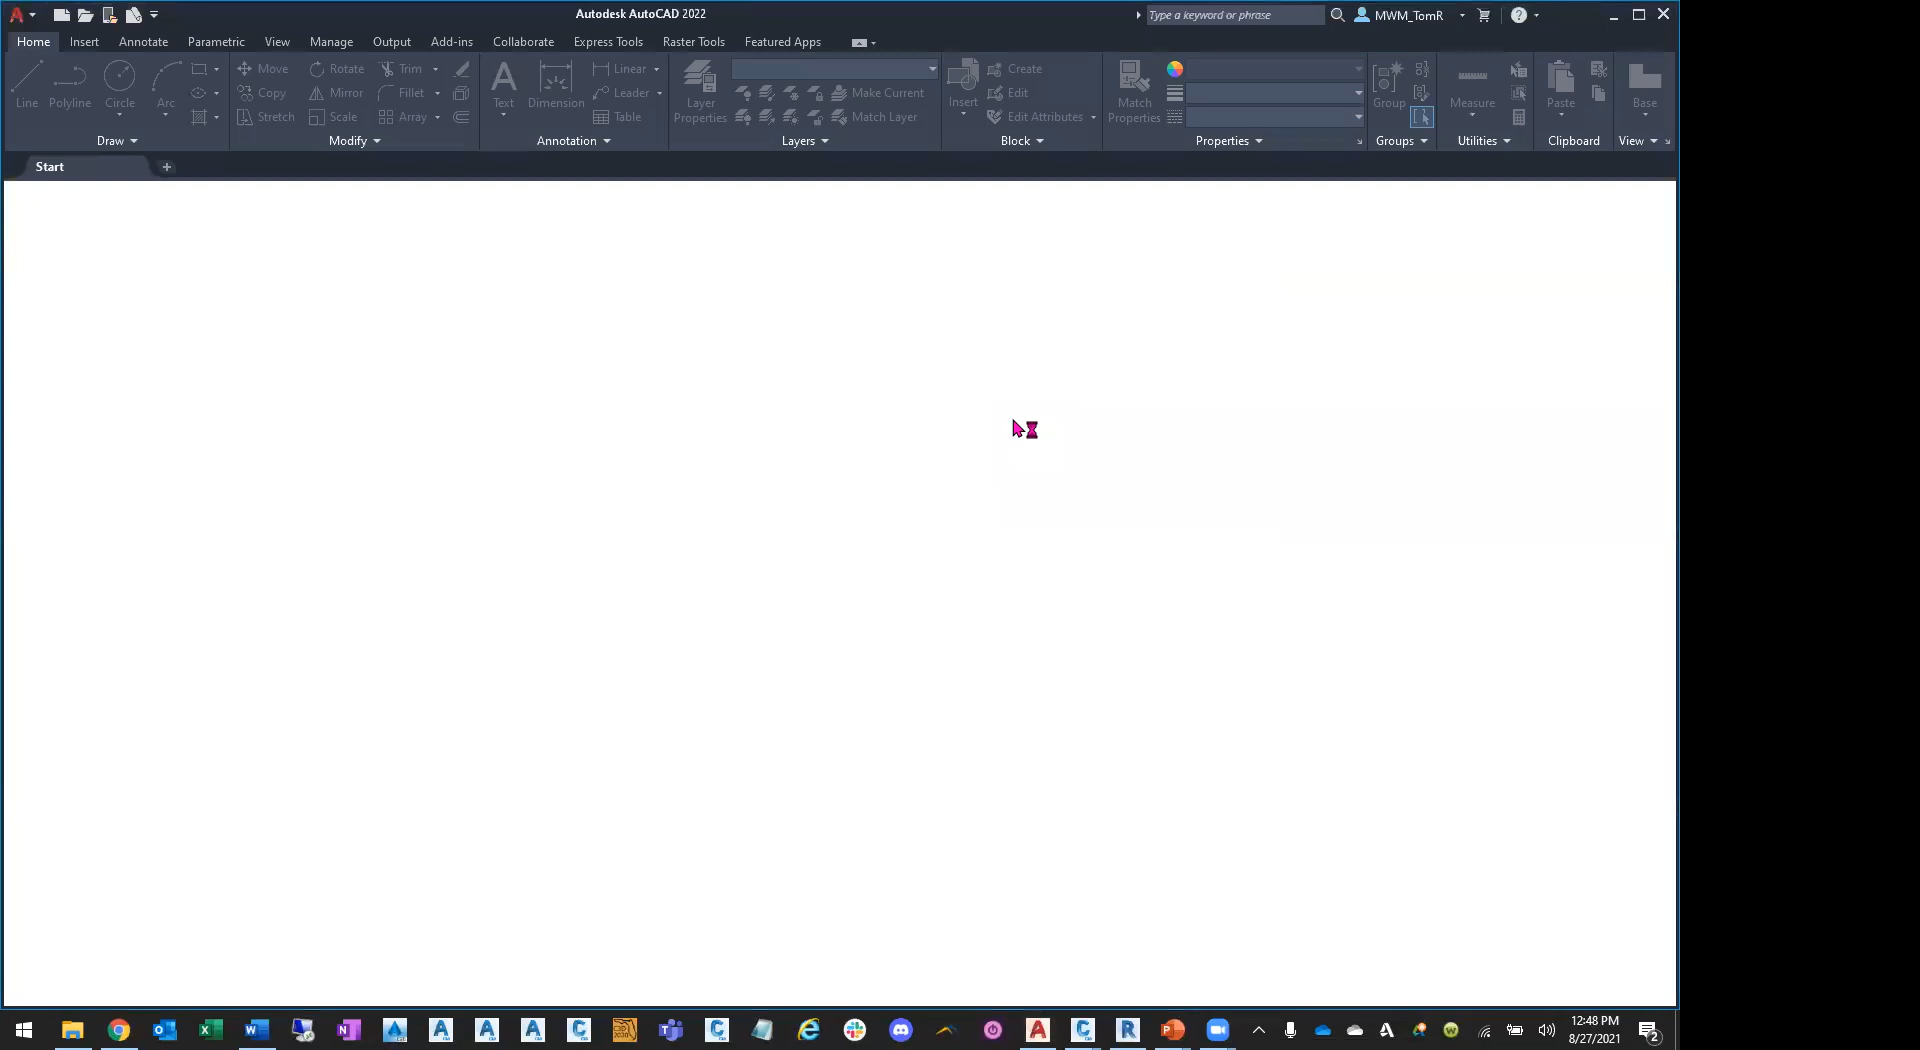 Autodesk AutoCAD 2022
Type a keyword or phrase
MWM_TomR
Home Insert Annotate Parametric View Manage Output Add-ins Collaborate Express Tools Raster Tools Featured Apps
Line Polyline Circle Arc
Draw
Move Rotate Trim
Copy Mirror Fillet
Stretch Scale Array
Modify
Text Dimension
Linear
Leader
Table
Annotation
Layer Properties
Make Current
Match Layer
Layers
Insert
Create
Edit
Edit Attributes
Block
Match Properties
Properties
Group
Groups
Measure
Utilities
Paste
Clipboard
Base
View
Start
12:48 PM
8/27/2021
2